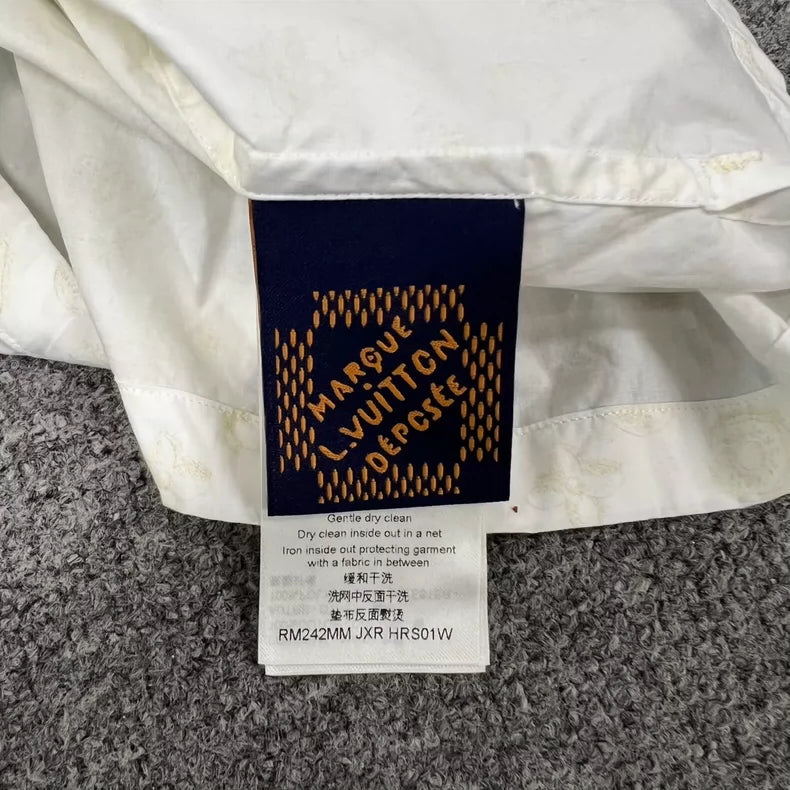 MARQUE
L.VUITTON
DÉPOSÉE
Gentle dry clean
Dry clean inside out in a net
Iron inside out protecting garment
with a fabric in between
缓和干洗
洗网中反面干洗
垫布反面熨烫
RM242MM JXR HRS01W